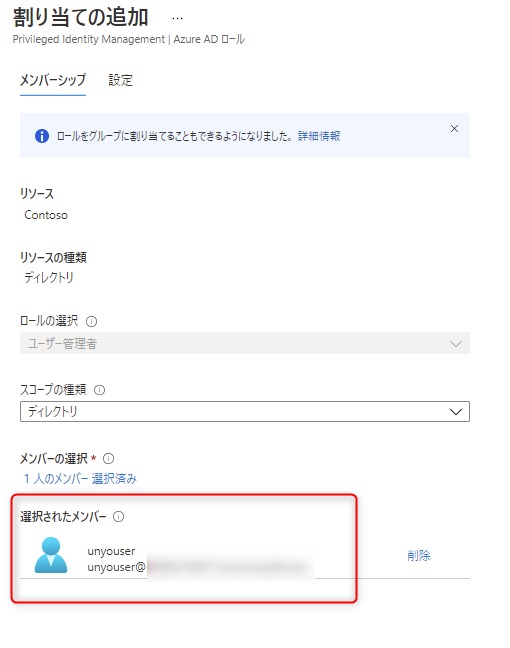 割り当ての追加 ...
Privileged Identity Management | Azure AD ロール
メンバーシップ 設定
ロールをグループに割り当てることもできるようになりました。 詳細情報
リソース
Contoso
リソースの種類
ディレクトリ
ロールの選択
ユーザー管理者
スコープの種類
ディレクトリ
メンバーの選択 *
1 人のメンバー 選択済み
選択されたメンバー
unyouser
unyouser@
削除